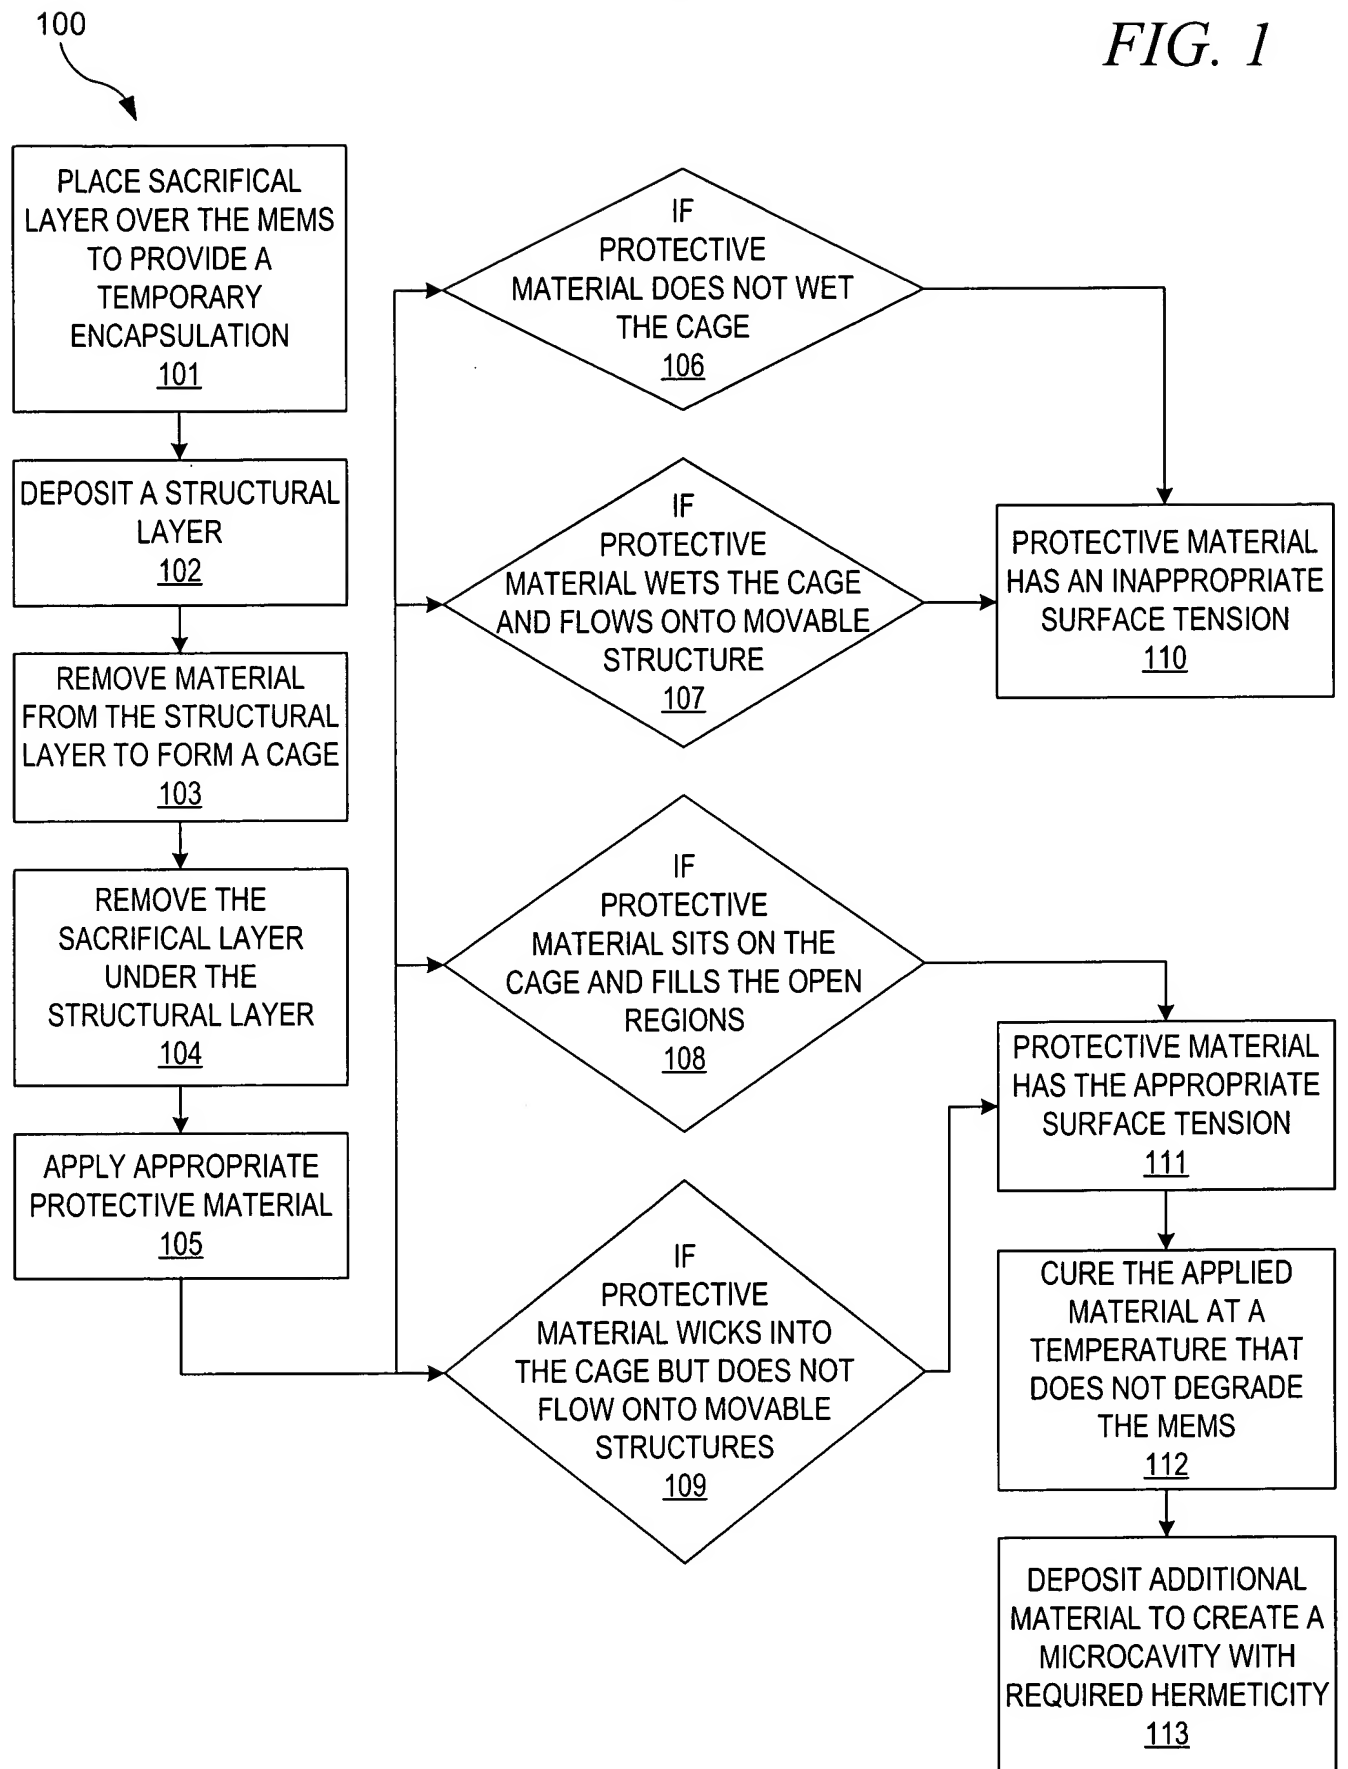 100
FIG. 1
PLACE SACRIFICAL
LAYER OVER THE MEMS
TO PROVIDE A
TEMPORARY
ENCAPSULATION
101
DEPOSIT A STRUCTURAL
LAYER
102
REMOVE MATERIAL
FROM THE STRUCTURAL
LAYER TO FORM A CAGE
103
REMOVE THE
SACRIFICAL LAYER
UNDER THE
STRUCTURAL LAYER
104
APPLY APPROPRIATE
PROTECTIVE MATERIAL
105
IF
PROTECTIVE
MATERIAL DOES NOT WET
THE CAGE
106
IF
PROTECTIVE
MATERIAL WETS THE CAGE
AND FLOWS ONTO MOVABLE
STRUCTURE
107
IF
PROTECTIVE
MATERIAL SITS ON THE
CAGE AND FILLS THE OPEN
REGIONS
108
IF
PROTECTIVE
MATERIAL WICKS INTO
THE CAGE BUT DOES NOT
FLOW ONTO MOVABLE
STRUCTURES
109
PROTECTIVE MATERIAL
HAS AN INAPPROPRIATE
SURFACE TENSION
110
PROTECTIVE MATERIAL
HAS THE APPROPRIATE
SURFACE TENSION
111
CURE THE APPLIED
MATERIAL AT A
TEMPERATURE THAT
DOES NOT DEGRADE
THE MEMS
112
DEPOSIT ADDITIONAL
MATERIAL TO CREATE A
MICROCAVITY WITH
REQUIRED HERMETICITY
113